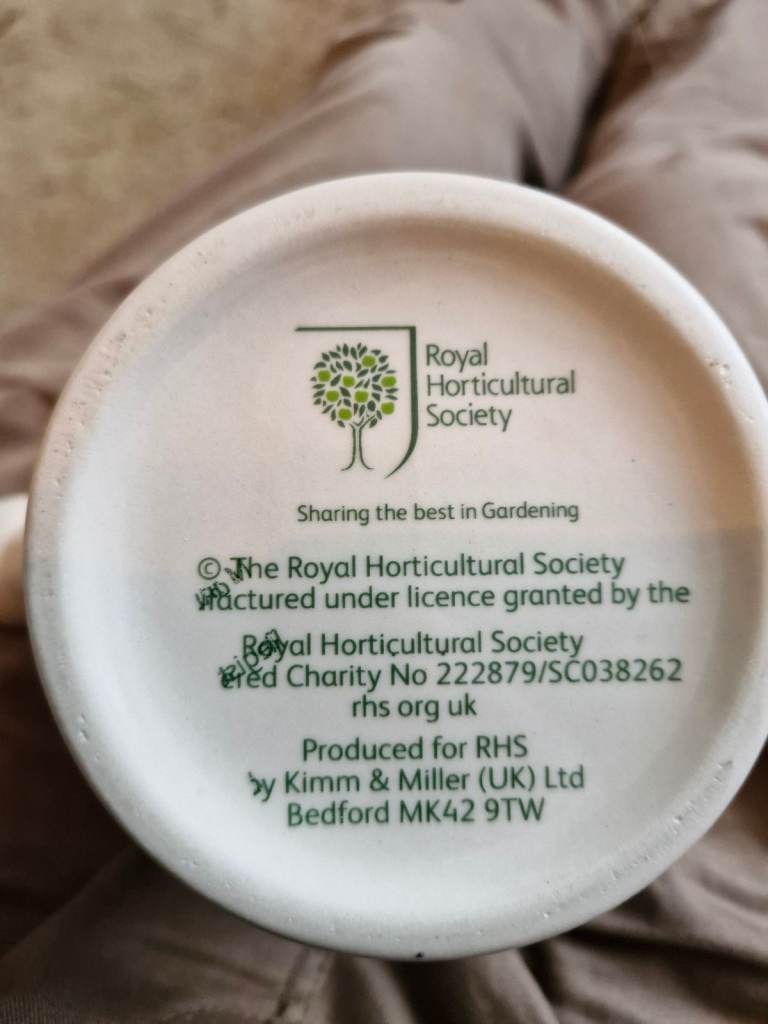 Royal
Horticultural
Society
Sharing the best in Gardening
© The Royal Horticultural Society
under licence granted by the
Royal Horticultural Society
Charity No 222879/SC038262
rhs org uk
Produced for RHS
by Kimm & Miller (UK) Ltd
Bedford MK42 9TW